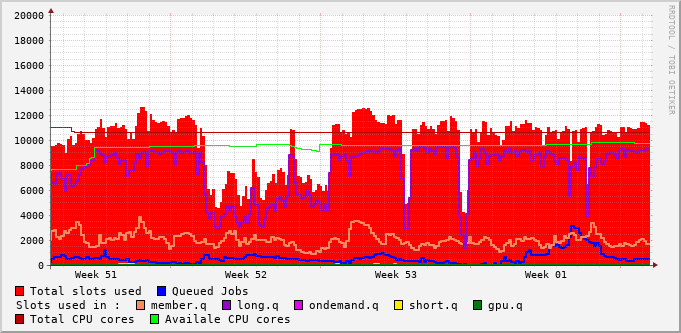 20000
18000
16000
14000
12000
10000
8000
6000
4000
2000
0
Week 51 Week 52 Week 53 Week 01
RRDTOOL / TOBI OETIKER
Total slots used Queued Jobs
Slots used in : member.q long.q ondemand.q short.q gpu.q
Total CPU cores Availale CPU cores